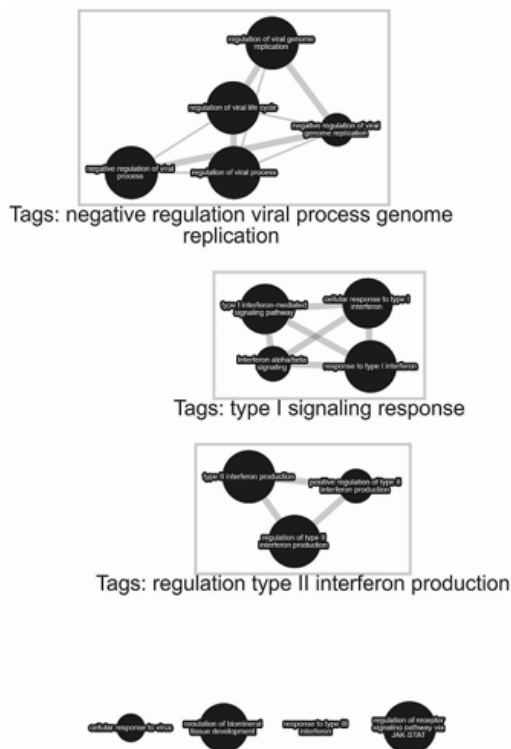 regulation of viral genome
replication
regulation of viral life cycle
negative regulation of viral
genome replication
negative regulation of viral
process
regulation of viral process
Tags: negative regulation viral process genome
replication
type I interferon-mediated
signaling pathway
cellular response to type I
interferon
Interferon alpha/beta
signaling
response to type I interferon
Tags: type I signaling response
type II interferon production
positive regulation of type II
interferon production
regulation of type II
interferon production
Tags: regulation type II interferon production
cellular response to virus
regulation of biomineral
tissue development
response to type III
interferon
regulation of receptor
signaling pathway via
JAK-STAT